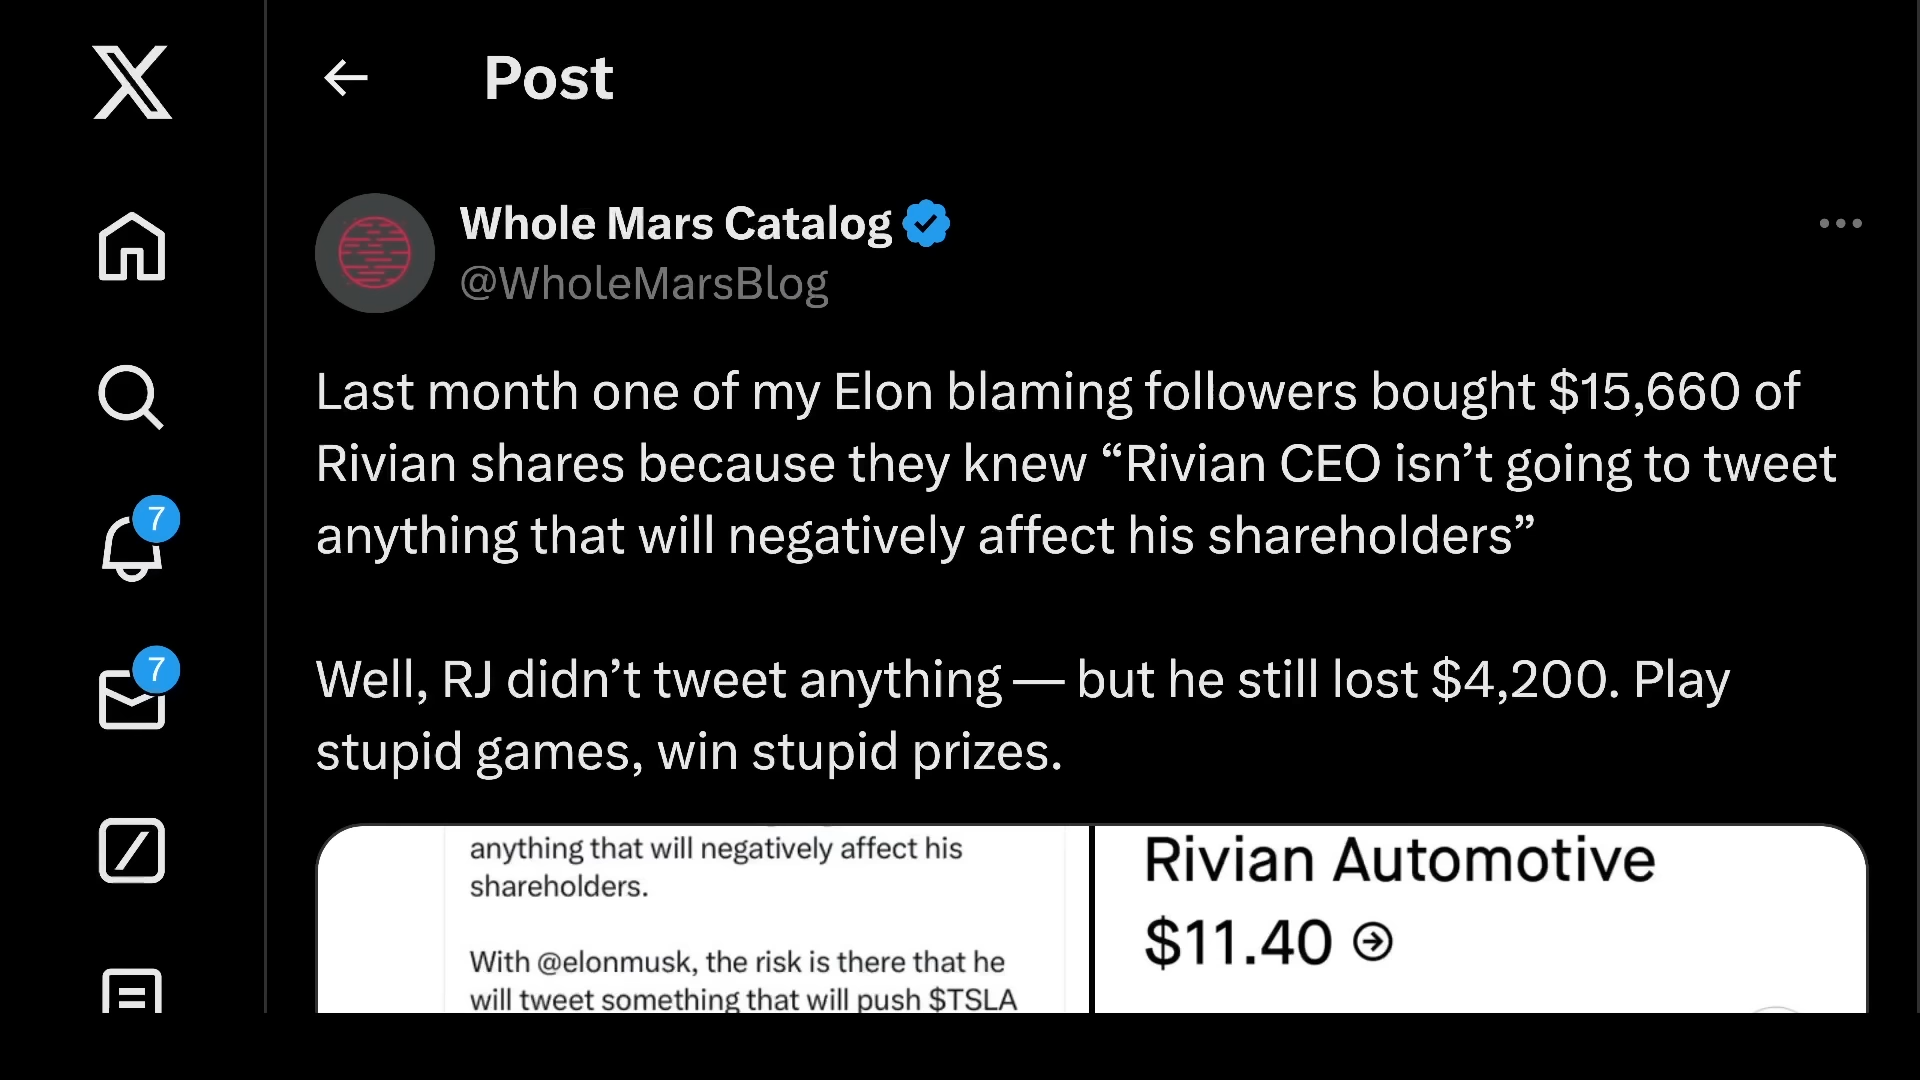 Post
Whole Mars Catalog
@WholeMarsBlog
Last month one of my Elon blaming followers bought $15,660 of
Rivian shares because they knew “Rivian CEO isn’t going to tweet
anything that will negatively affect his shareholders”
Well, RJ didn’t tweet anything — but he still lost $4,200. Play
stupid games, win stupid prizes.
7
7
anything that will negatively affect his
shareholders.
With @elonmusk, the risk is there that he
will tweet something that will push $TSLA
Rivian Automotive
$11.40